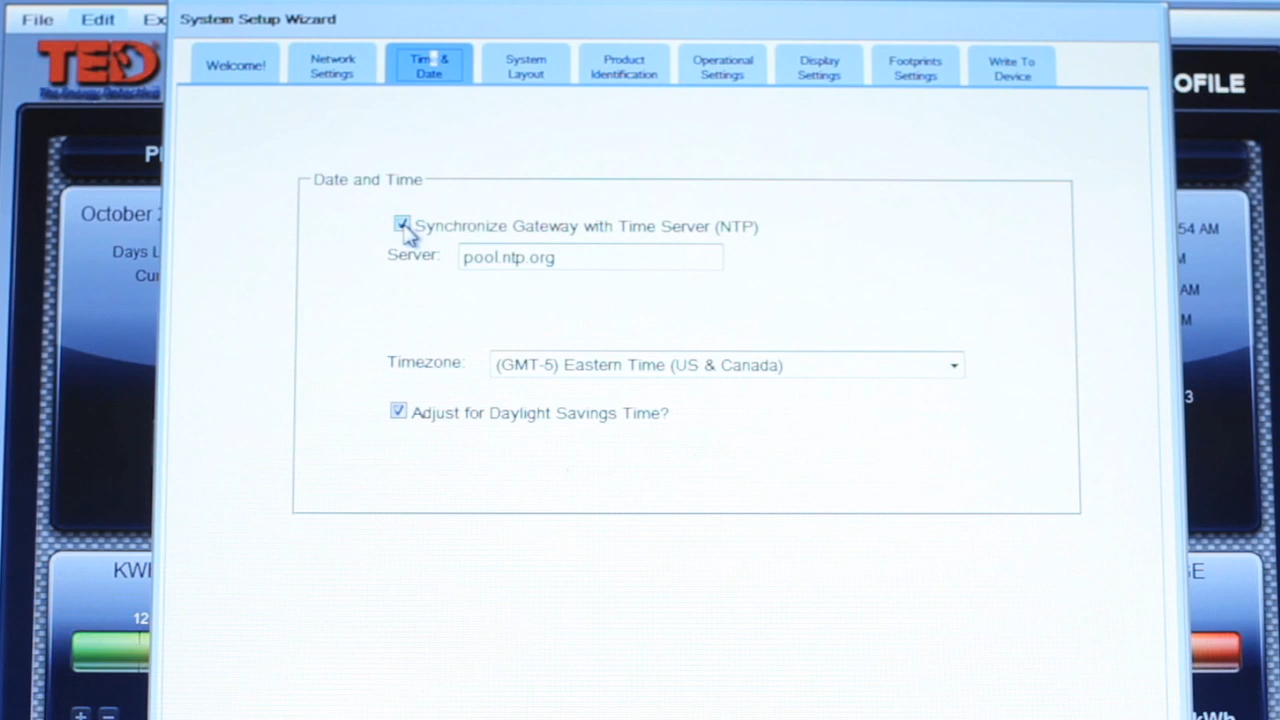 File Edit Ex
System Setup Wizard
TED
OFILE
Welcome!
Network
Settings
Time &
Date
System
Layout
Product
Identification
Operational
Settings
Display
Settings
Footprints
Settings
Write To
Device
October 2
Days L
Cur
54 AM
M
AM
M
3
Date and Time
Synchronize Gateway with Time Server (NTP)
Server: pool.ntp.org
Timezone: (GMT-5) Eastern Time (US & Canada)
Adjust for Daylight Savings Time?
KW
12
GE
kWh